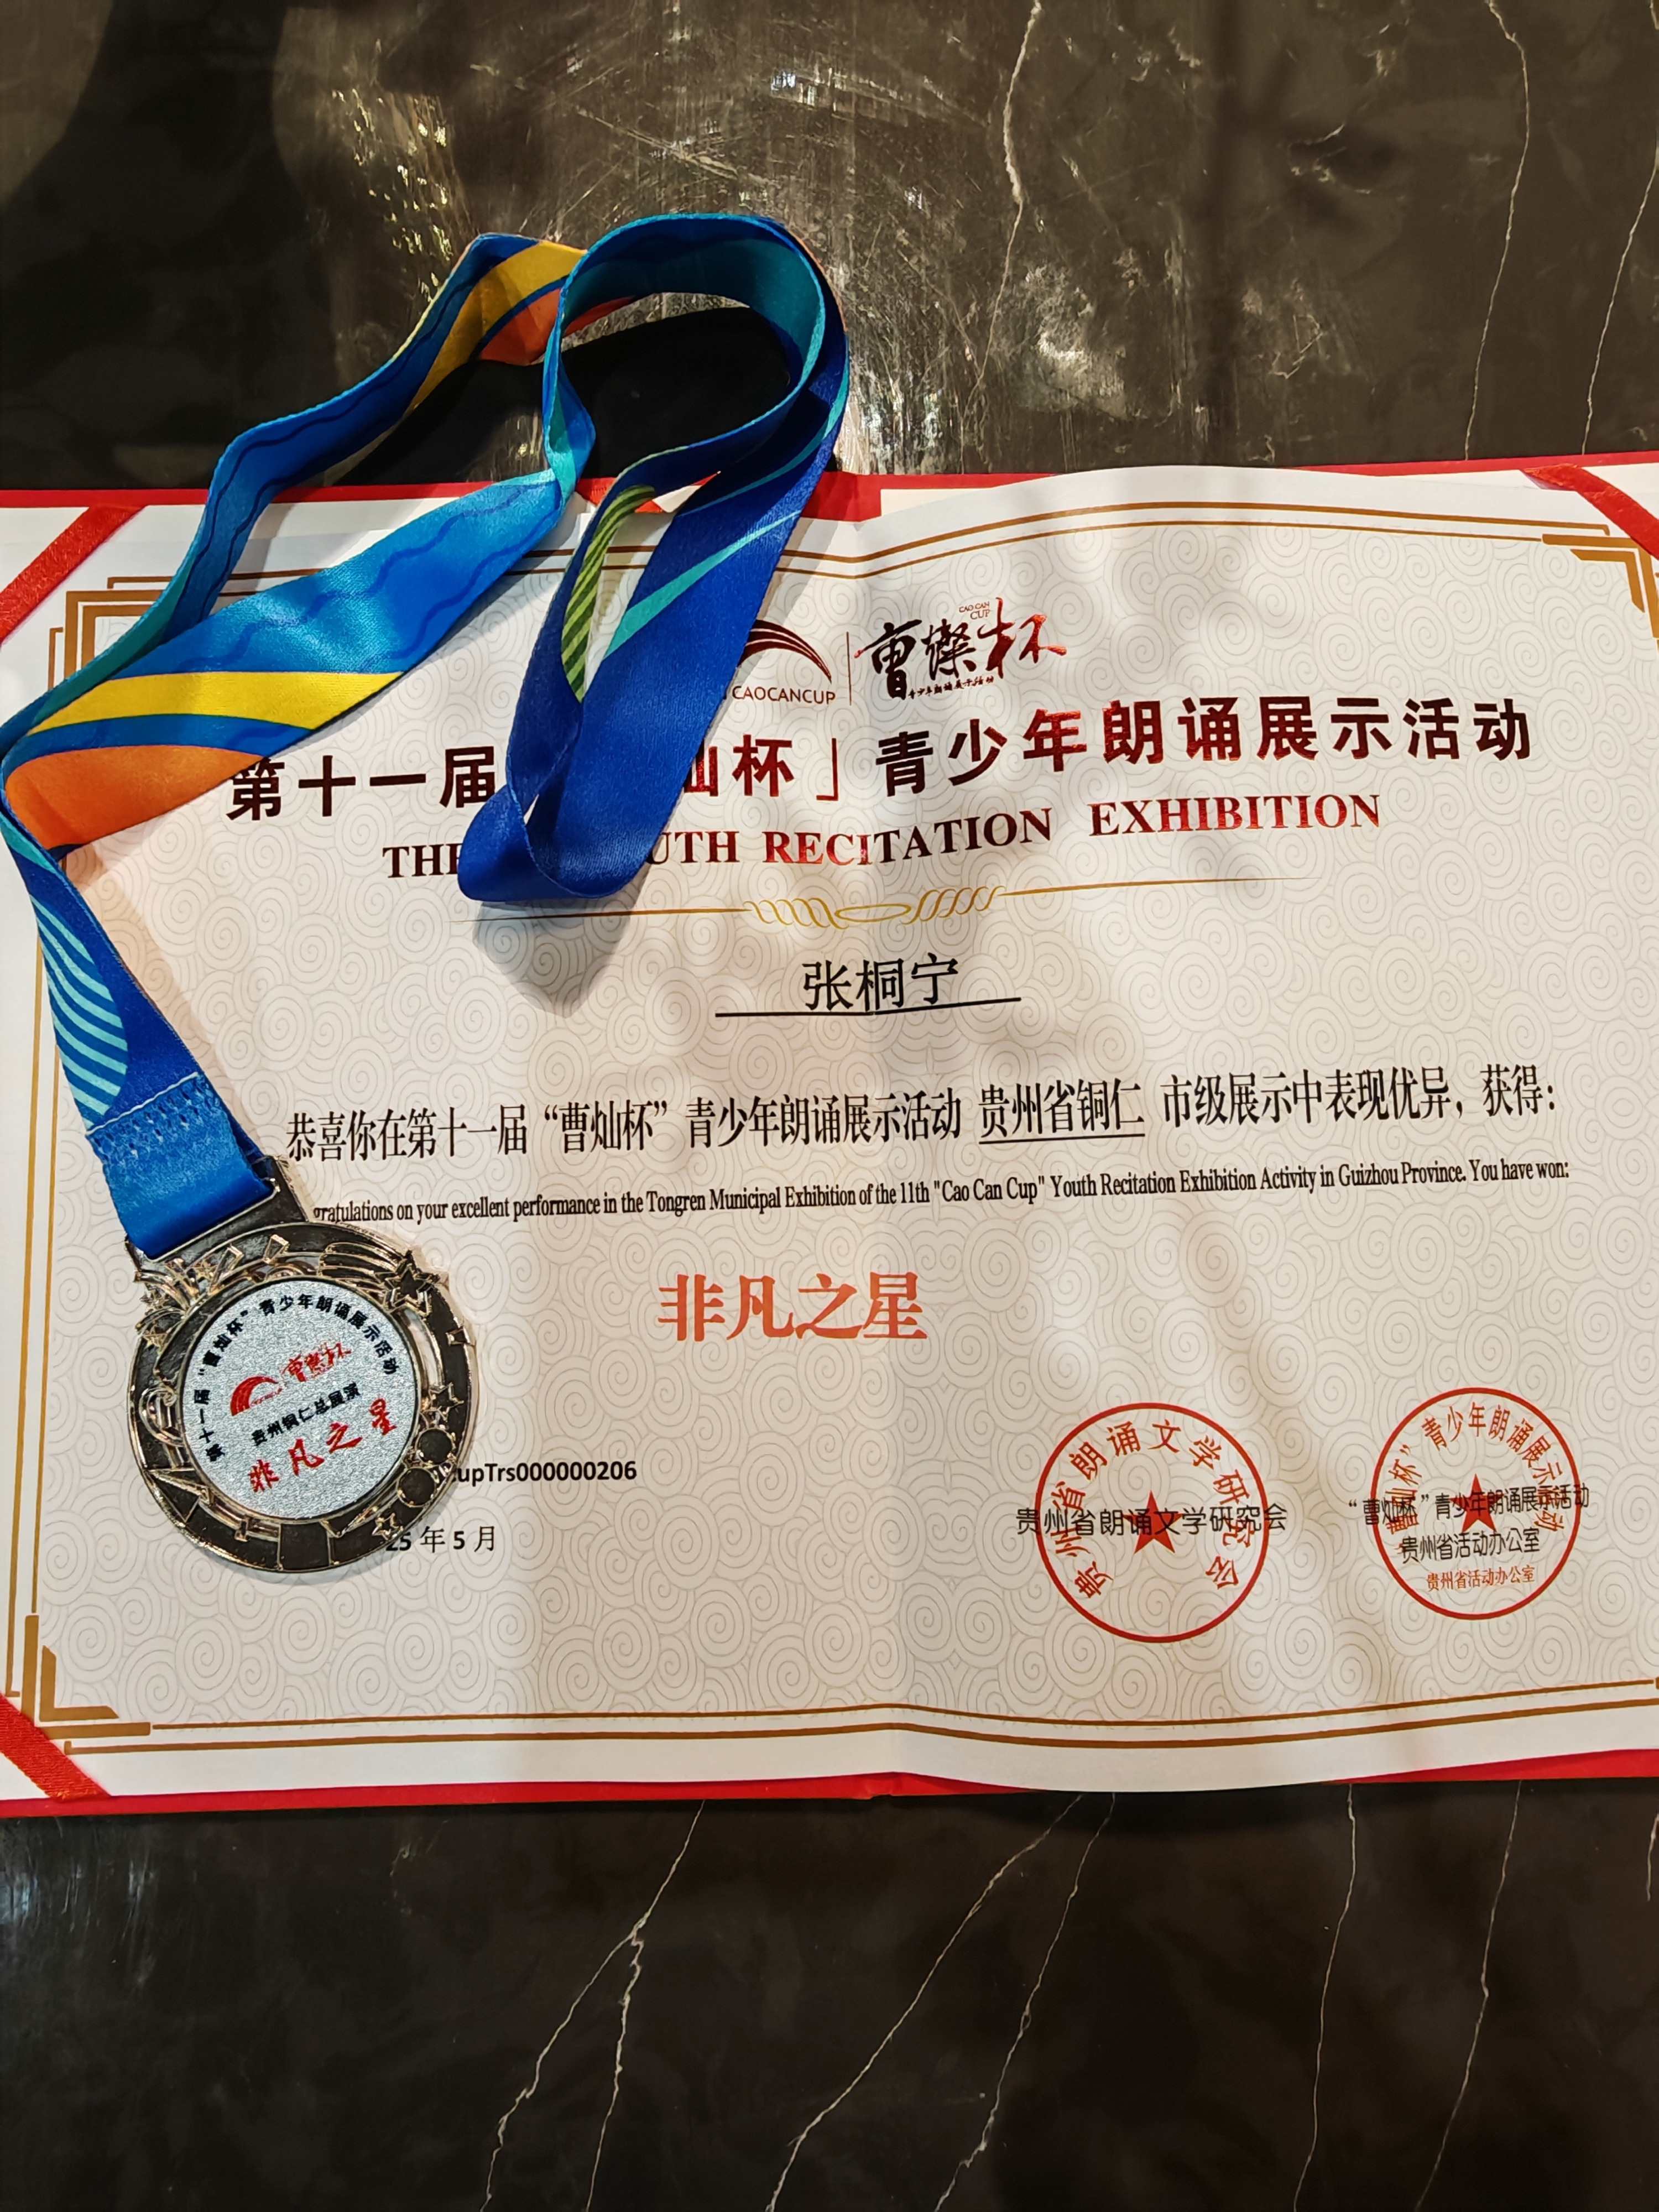 CAOCANCUP
CAO CAN
CUP
曹燦杯
青少年朗诵展示活动
第十一届 灿杯」青少年朗诵展示活动
THE UTH RECITATION EXHIBITION
张桐宁
恭喜你在第十一届“曹灿杯”青少年朗诵展示活动 贵州省铜仁 市级展示中表现优异，获得：
gratulations on your excellent performance in the Tongren Municipal Exhibition of the 11th "Cao Can Cup" Youth Recitation Exhibition Activity in Guizhou Province. You have won:
非凡之星
第十一届“曹灿杯”青少年朗诵展示活动
曹燦杯
贵州铜仁总展演
非凡之星
upTrs000000206
25年5月
贵州省朗诵文学研究会
贵州省朗诵文学研究会
“曹灿杯”青少年朗诵展示活动
“曹灿杯”青少年朗诵展示活动
贵州省活动办公室
贵州省活动办公室